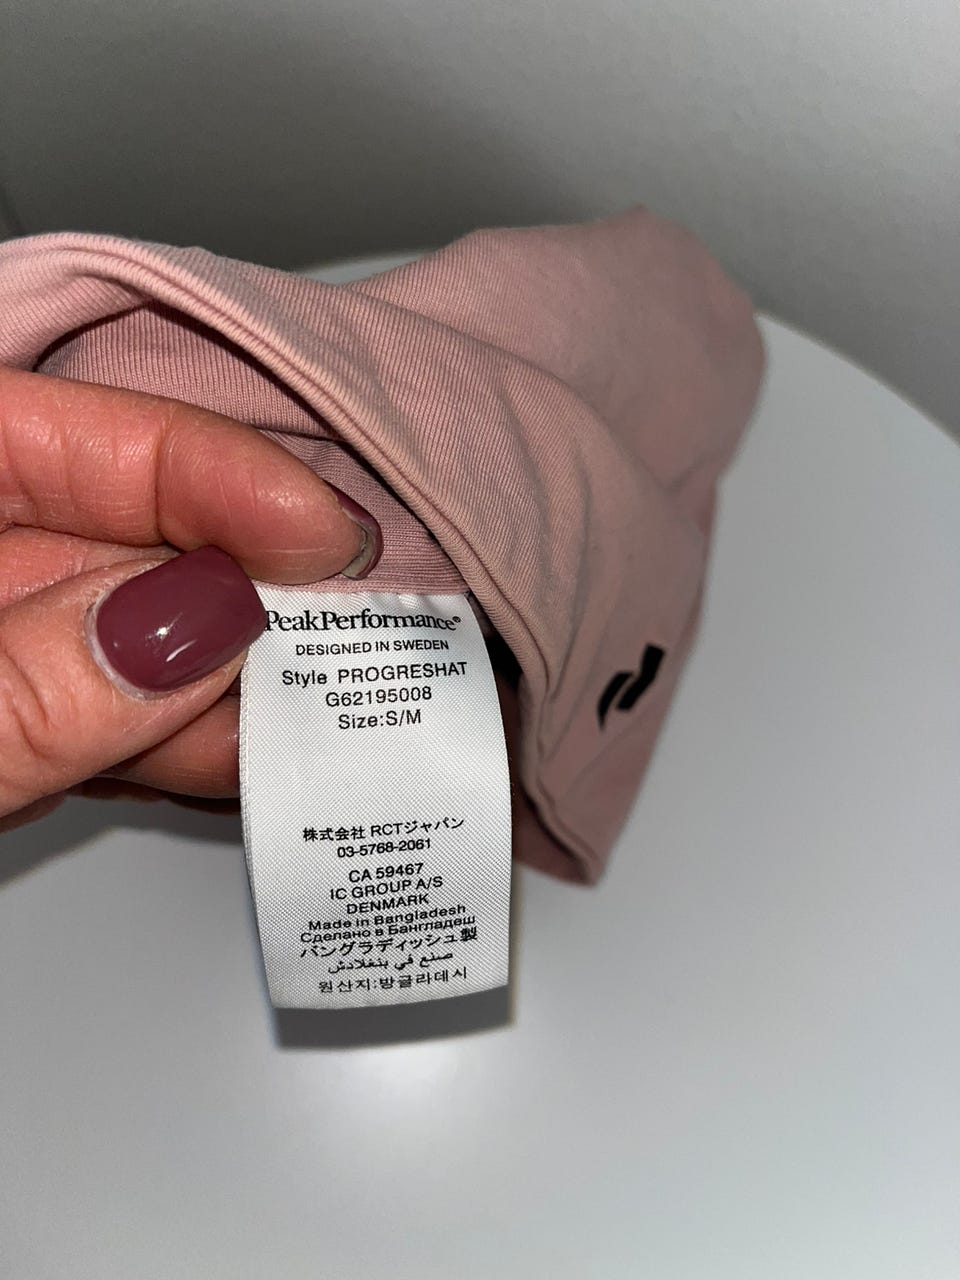 PeakPerformance®
DESIGNED IN SWEDEN
Style PROGRESHAT
G62195008
Size:S/M
株式会社 RCTジャパン
03-5768-2061
CA 59467
IC GROUP A/S
DENMARK
Made in Bangladesh
Сделано в Бангладеш
バングラディッシュ製
صنع في بنغلادش
원산지:방글라데시